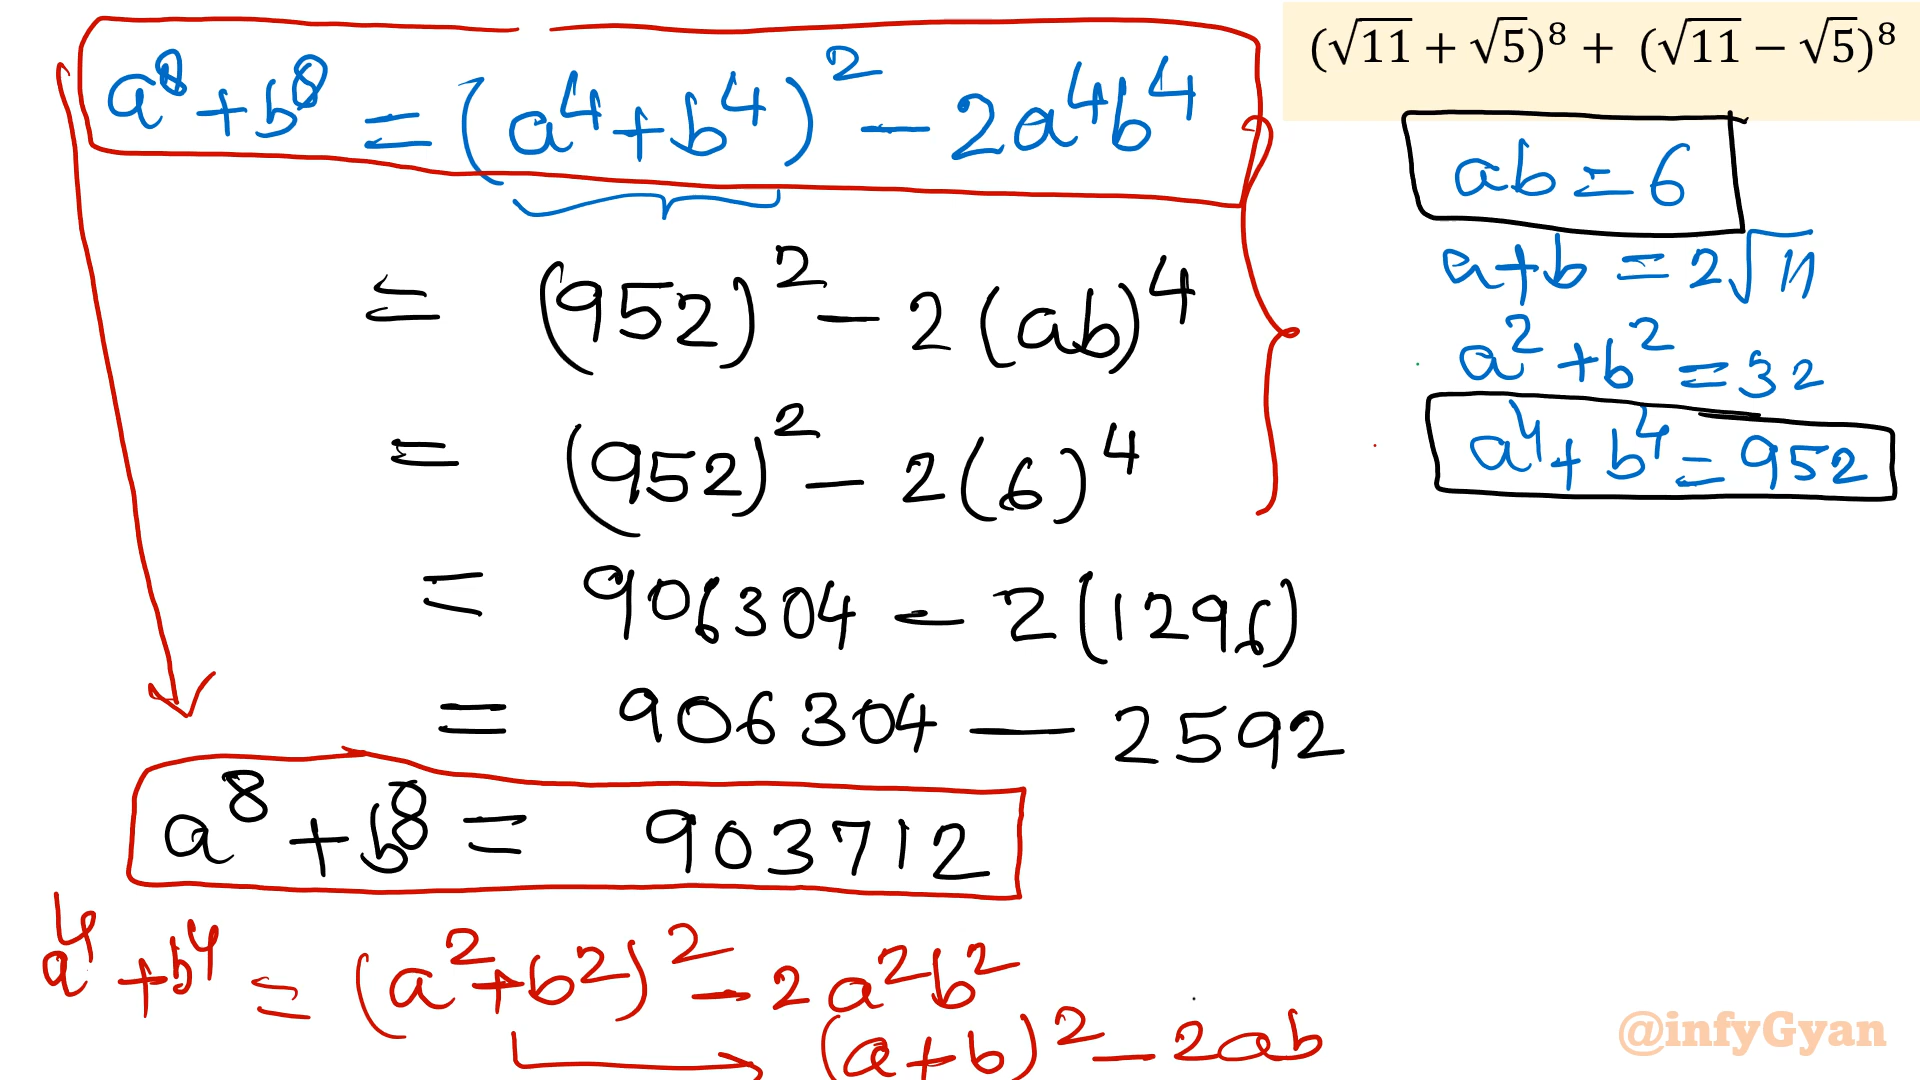 (√11 + √5)⁸ + (√11 − √5)⁸
a⁸ + b⁸ = (a⁴ + b⁴)² − 2a⁴b⁴
= (952)² − 2(ab)⁴
= (952)² − 2(6)⁴
= 906304 − 2(1296)
= 906304 − 2592
a⁸ + b⁸ = 903712
a⁴ + b⁴ = (a² + b²)² − 2a²b²
(a+b)² − 2ab
ab = 6
a+b = 2√11
a² + b² = 32
a⁴ + b⁴ = 952
@infyGyan